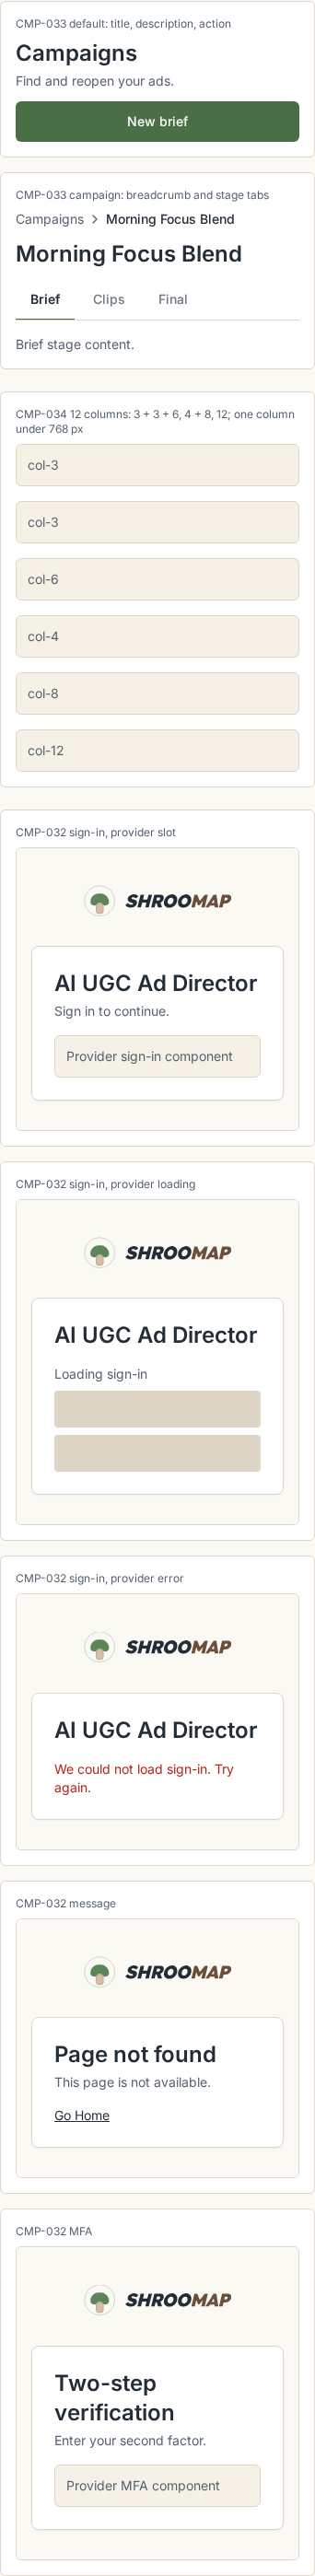 CMP-033 default: title, description, action
Campaigns
Find and reopen your ads.
New brief
CMP-033 campaign: breadcrumb and stage tabs
Campaigns > Morning Focus Blend
Morning Focus Blend
Brief Clips Final
Brief stage content.
CMP-034 12 columns: 3 + 3 + 6, 4 + 8, 12; one column
under 768 px
col-3
col-3
col-6
col-4
col-8
col-12
CMP-032 sign-in, provider slot
SHROOMAP
AI UGC Ad Director
Sign in to continue.
Provider sign-in component
CMP-032 sign-in, provider loading
SHROOMAP
AI UGC Ad Director
Loading sign-in
CMP-032 sign-in, provider error
SHROOMAP
AI UGC Ad Director
We could not load sign-in. Try
again.
CMP-032 message
SHROOMAP
Page not found
This page is not available.
Go Home
CMP-032 MFA
SHROOMAP
Two-step
verification
Enter your second factor.
Provider MFA component